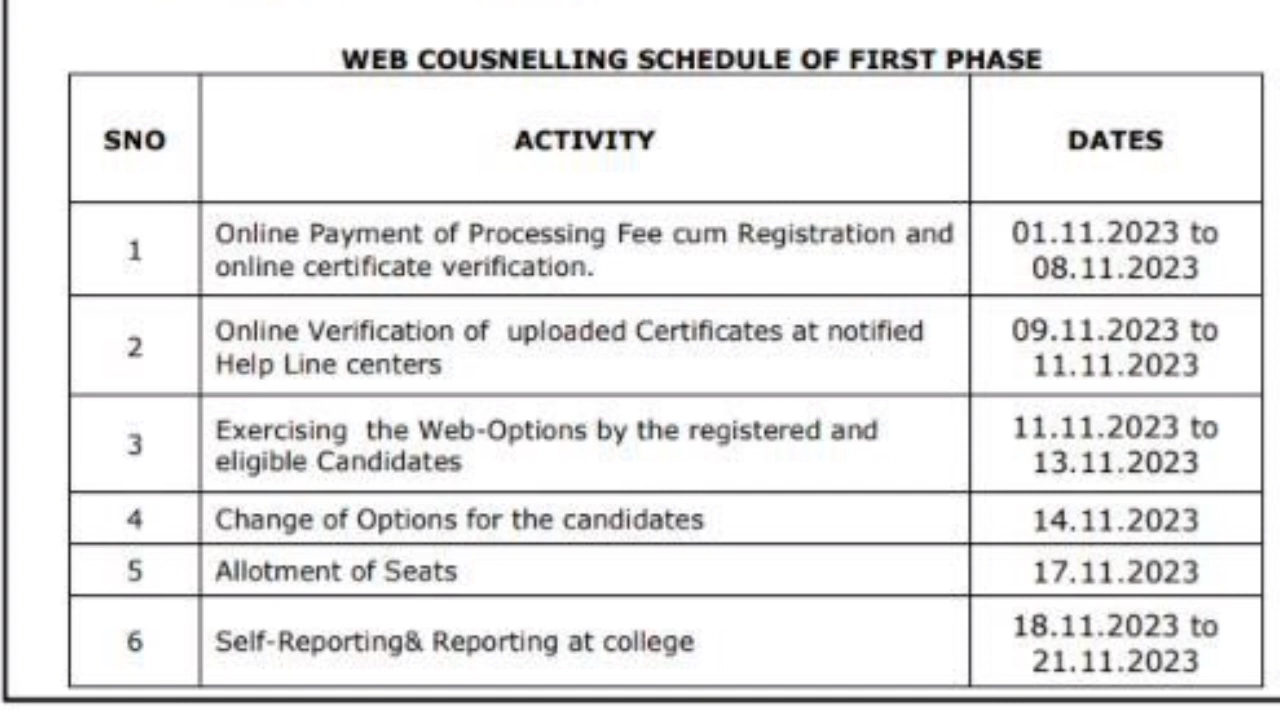 WEB COUSNELLING SCHEDULE OF FIRST PHASE
SNO ACTIVITY DATES
1 Online Payment of Processing Fee cum Registration and 01.11.2023 to
online certificate verification. 08.11.2023
2 Online Verification of uploaded Certificates at notified 09.11.2023 to
Help Line centers 11.11.2023
3 Exercising the Web-Options by the registered and 11.11.2023 to
eligible Candidates 13.11.2023
4 Change of Options for the candidates 14.11.2023
5 Allotment of Seats 17.11.2023
6 Self-Reporting& Reporting at college 18.11.2023 to
21.11.2023